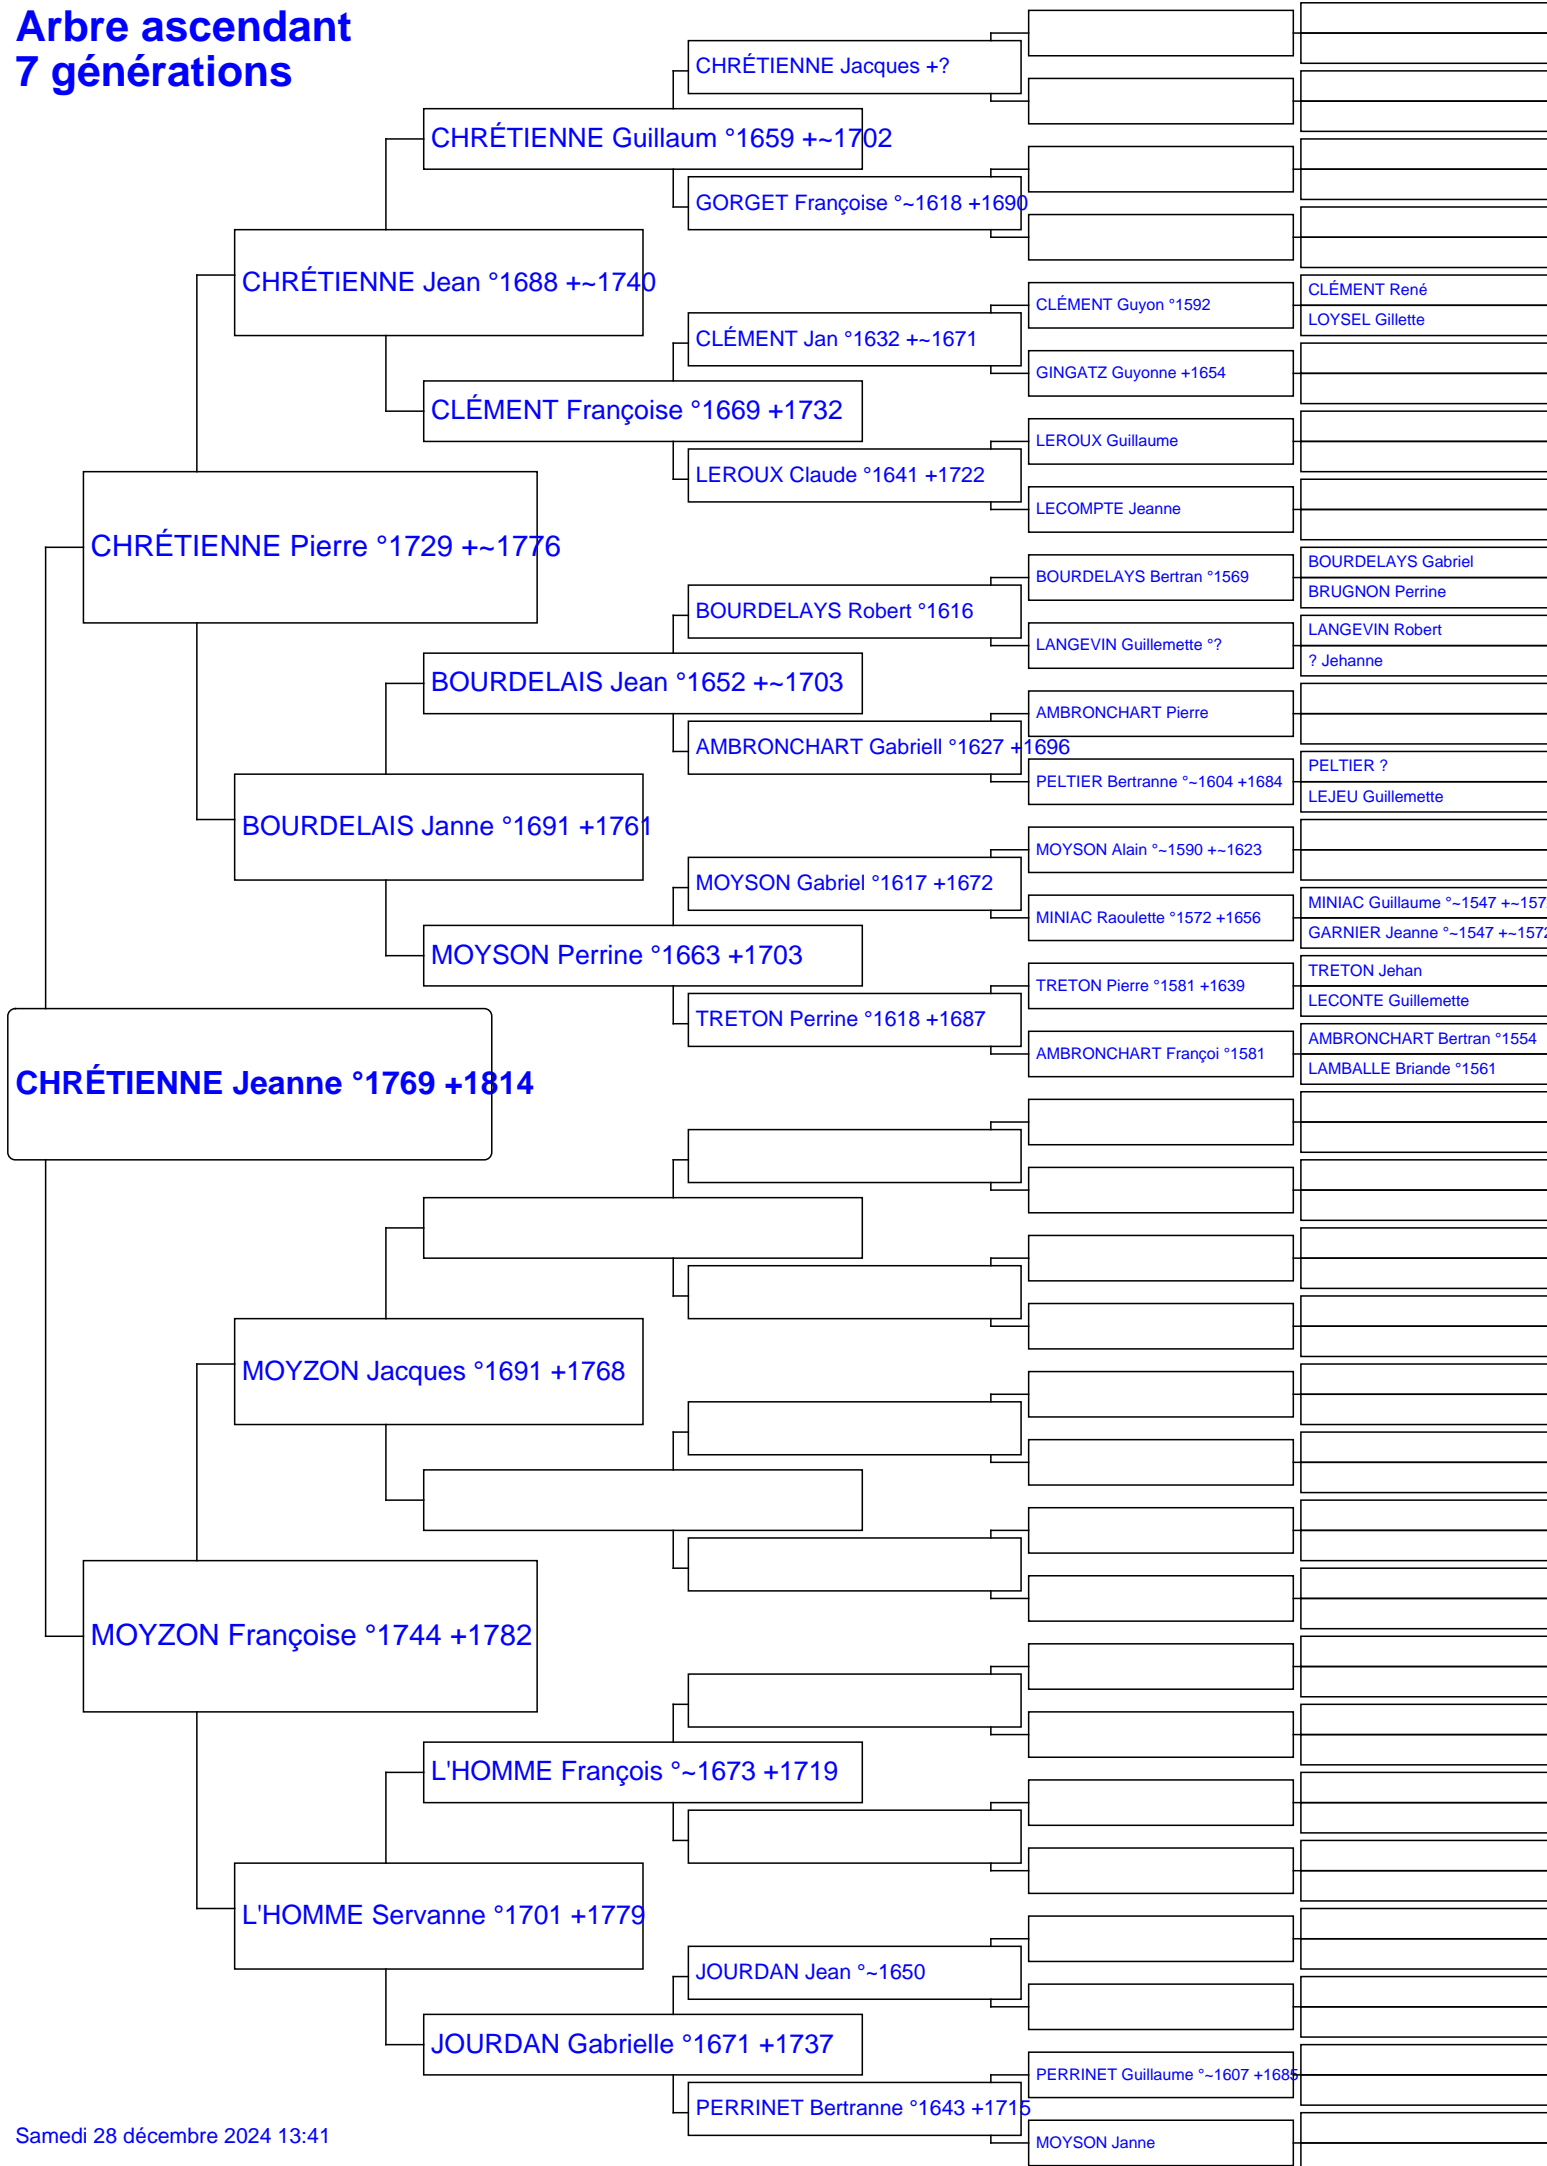 Arbre ascendant
7 générations
CHRÉTIENNE Jacques +?
CHRÉTIENNE Guillaum °1659 +~1702
GORGET Françoise °~1618 +1690
CHRÉTIENNE Jean °1688 +~1740
CLÉMENT René
CLÉMENT Guyon °1592
LOYSEL Gillette
CLÉMENT Jan °1632 +~1671
GINGATZ Guyonne +1654
CLÉMENT Françoise °1669 +1732
LEROUX Guillaume
LEROUX Claude °1641 +1722
LECOMPTE Jeanne
CHRÉTIENNE Pierre °1729 +~1776
BOURDELAYS Gabriel
BOURDELAYS Bertran °1569
BRUGNON Perrine
BOURDELAYS Robert °1616
LANGEVIN Robert
LANGEVIN Guillemette °?
? Jehanne
BOURDELAIS Jean °1652 +~1703
AMBRONCHART Pierre
AMBRONCHART Gabriell °1627 +1696
PELTIER ?
PELTIER Bertranne °~1604 +1684
LEJEU Guillemette
BOURDELAIS Janne °1691 +1761
MOYSON Alain °~1590 +~1623
MOYSON Gabriel °1617 +1672
MINIAC Guillaume °~1547 +~157
MINIAC Raoulette °1572 +1656
GARNIER Jeanne °~1547 +~1572
MOYSON Perrine °1663 +1703
TRETON Jehan
TRETON Pierre °1581 +1639
LECONTE Guillemette
TRETON Perrine °1618 +1687
AMBRONCHART Bertran °1554
AMBRONCHART Françoi °1581
LAMBALLE Briande °1561
CHRÉTIENNE Jeanne °1769 +1814
MOYZON Jacques °1691 +1768
MOYZON Françoise °1744 +1782
L'HOMME François °~1673 +1719
L'HOMME Servanne °1701 +1779
JOURDAN Jean °~1650
JOURDAN Gabrielle °1671 +1737
PERRINET Guillaume °~1607 +1685
PERRINET Bertranne °1643 +1715
MOYSON Janne
Samedi 28 décembre 2024 13:41